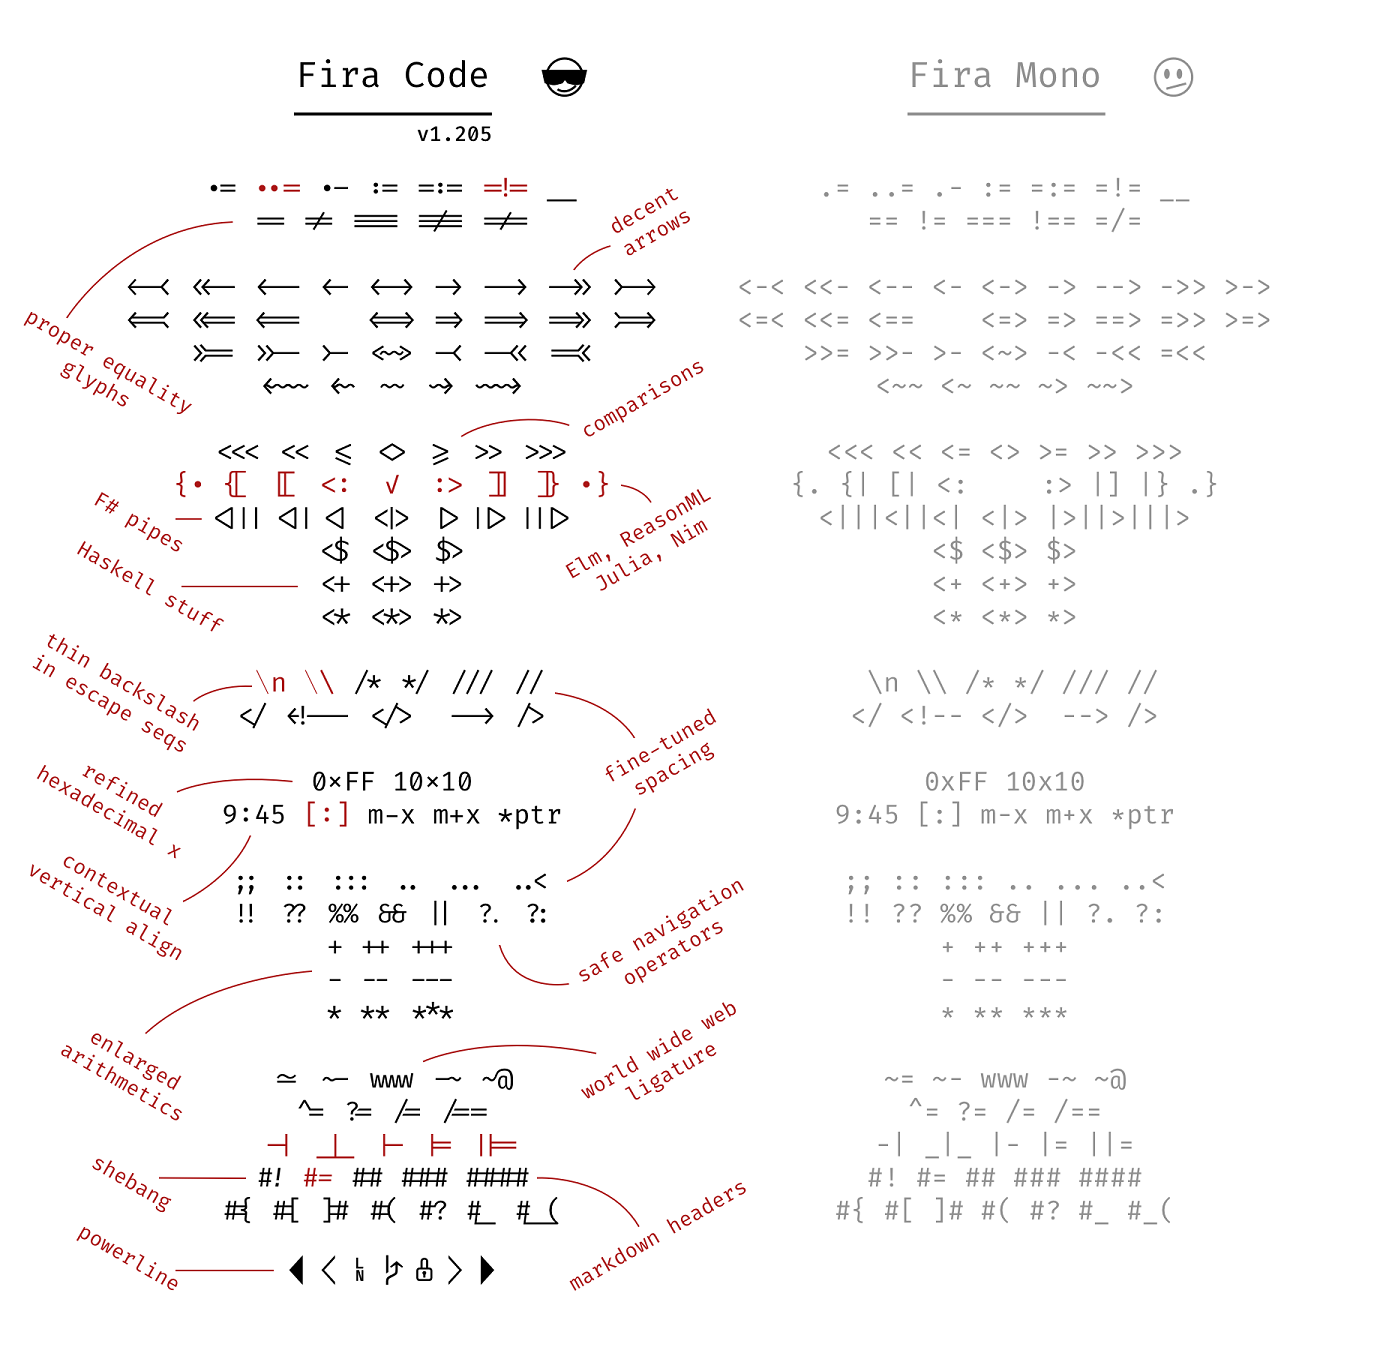 Fira Code Fira Mono
v1.205
.= ..= .- := =:= =!= __ .= ..= .- := =:= =!= __
== != === !== =/= == != === !== =/=
decent
arrows
proper equality
glyphs
<-< <<- <-- <- <-> -> --> ->> >-> <-< <<- <-- <- <-> -> --> ->> >->
<=< <<= <== <=> => ==> =>> >=> <=< <<= <== <=> => ==> =>> >=>
>>= >>- >- <~> -< -<< =<< >>= >>- >- <~> -< -<< =<<
<~~ <~ ~~ ~> ~~> <~~ <~ ~~ ~> ~~>
comparisons
<<< << <= <> >= >> >>> <<< << <= <> >= >> >>>
{. {| [| <: √ :> |] |} .} {. {| [| <: :> |] |} .}
F# pipes
Elm, ReasonML
Julia, Nim
<||| <|| <| <|> |> ||> |||> <|||<||<| <|> |>||>|||>
Haskell stuff
<$ <$> $> <$ <$> $>
<+ <+> +> <+ <+> +>
<* <*> *> <* <*> *>
thin backslash
in escape seqs
\n \\ /* */ /// // \n \\ /* */ /// //
</ <!-- </> --> /> </ <!-- </> --> />
fine-tuned
spacing
refined
hexadecimal x
0×FF 10×10 0xFF 10x10
9:45 [:] m-x m+x *ptr 9:45 [:] m-x m+x *ptr
contextual
vertical align
;; :: ::: .. ... ..< ;; :: ::: .. ... ..<
!! ?? %% && || ?. ?: !! ?? %% && || ?. ?:
safe navigation
operators
+ ++ +++ + ++ +++
- -- --- - -- ---
* ** *** * ** ***
enlarged
arithmetics
world wide web
ligature
~= ~- www -~ ~@ ~= ~- www -~ ~@
^= ?= /= /== ^= ?= /= /==
-| _|_ |- |= ||= -| _|_ |- |= ||=
shebang
#! #= ## ### #### #! #= ## ### ####
#{ #[ ]# #( #? #_ #_( #{ #[ ]# #( #? #_ #_(
markdown headers
powerline
LN